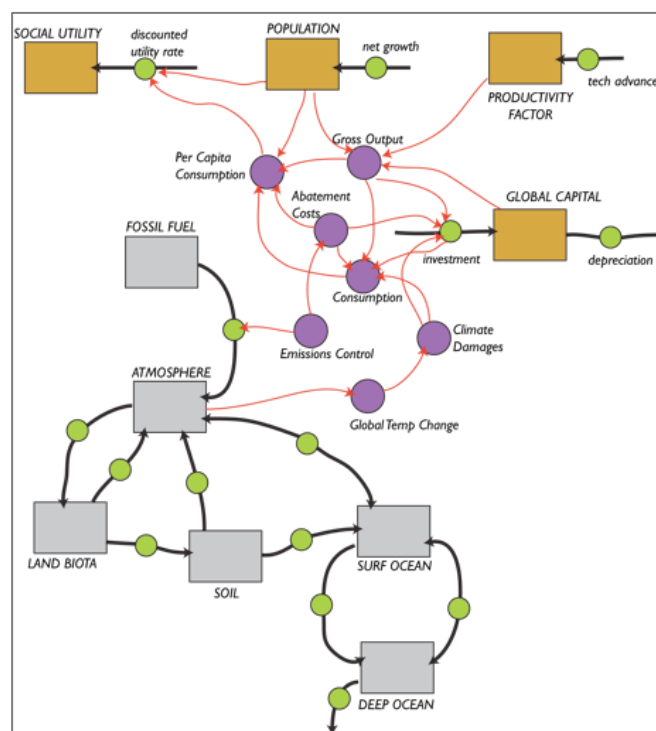 SOCIAL UTILITY
discounted
utility rate
POPULATION
net growth
tech advance
PRODUCTIVITY
FACTOR
Gross Output
Per Capita
Consumption
Abatement
Costs
GLOBAL CAPITAL
FOSSIL FUEL
investment
depreciation
Consumption
Emissions Control
Climate
Damages
ATMOSPHERE
Global Temp Change
LAND BIOTA
SOIL
SURF OCEAN
DEEP OCEAN